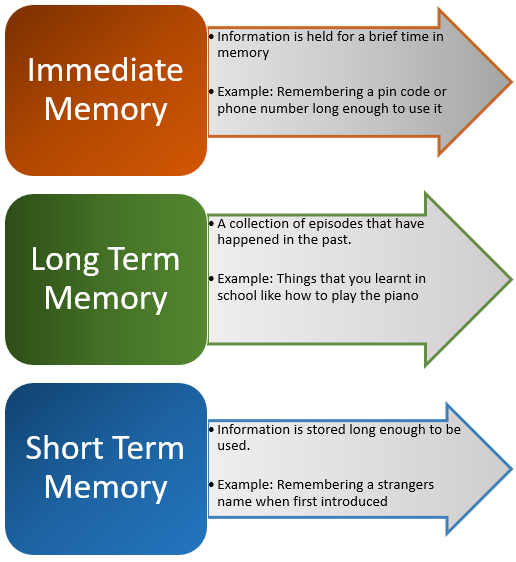 Immediate
Memory
• Information is held for a brief time in
memory
• Example: Remembering a pin code or
phone number long enough to use it
Long Term
Memory
• A collection of episodes that have
happened in the past.
• Example: Things that you learnt in
school like how to play the piano
Short Term
Memory
• Information is stored long enough to be
used.
• Example: Remembering a strangers
name when first introduced